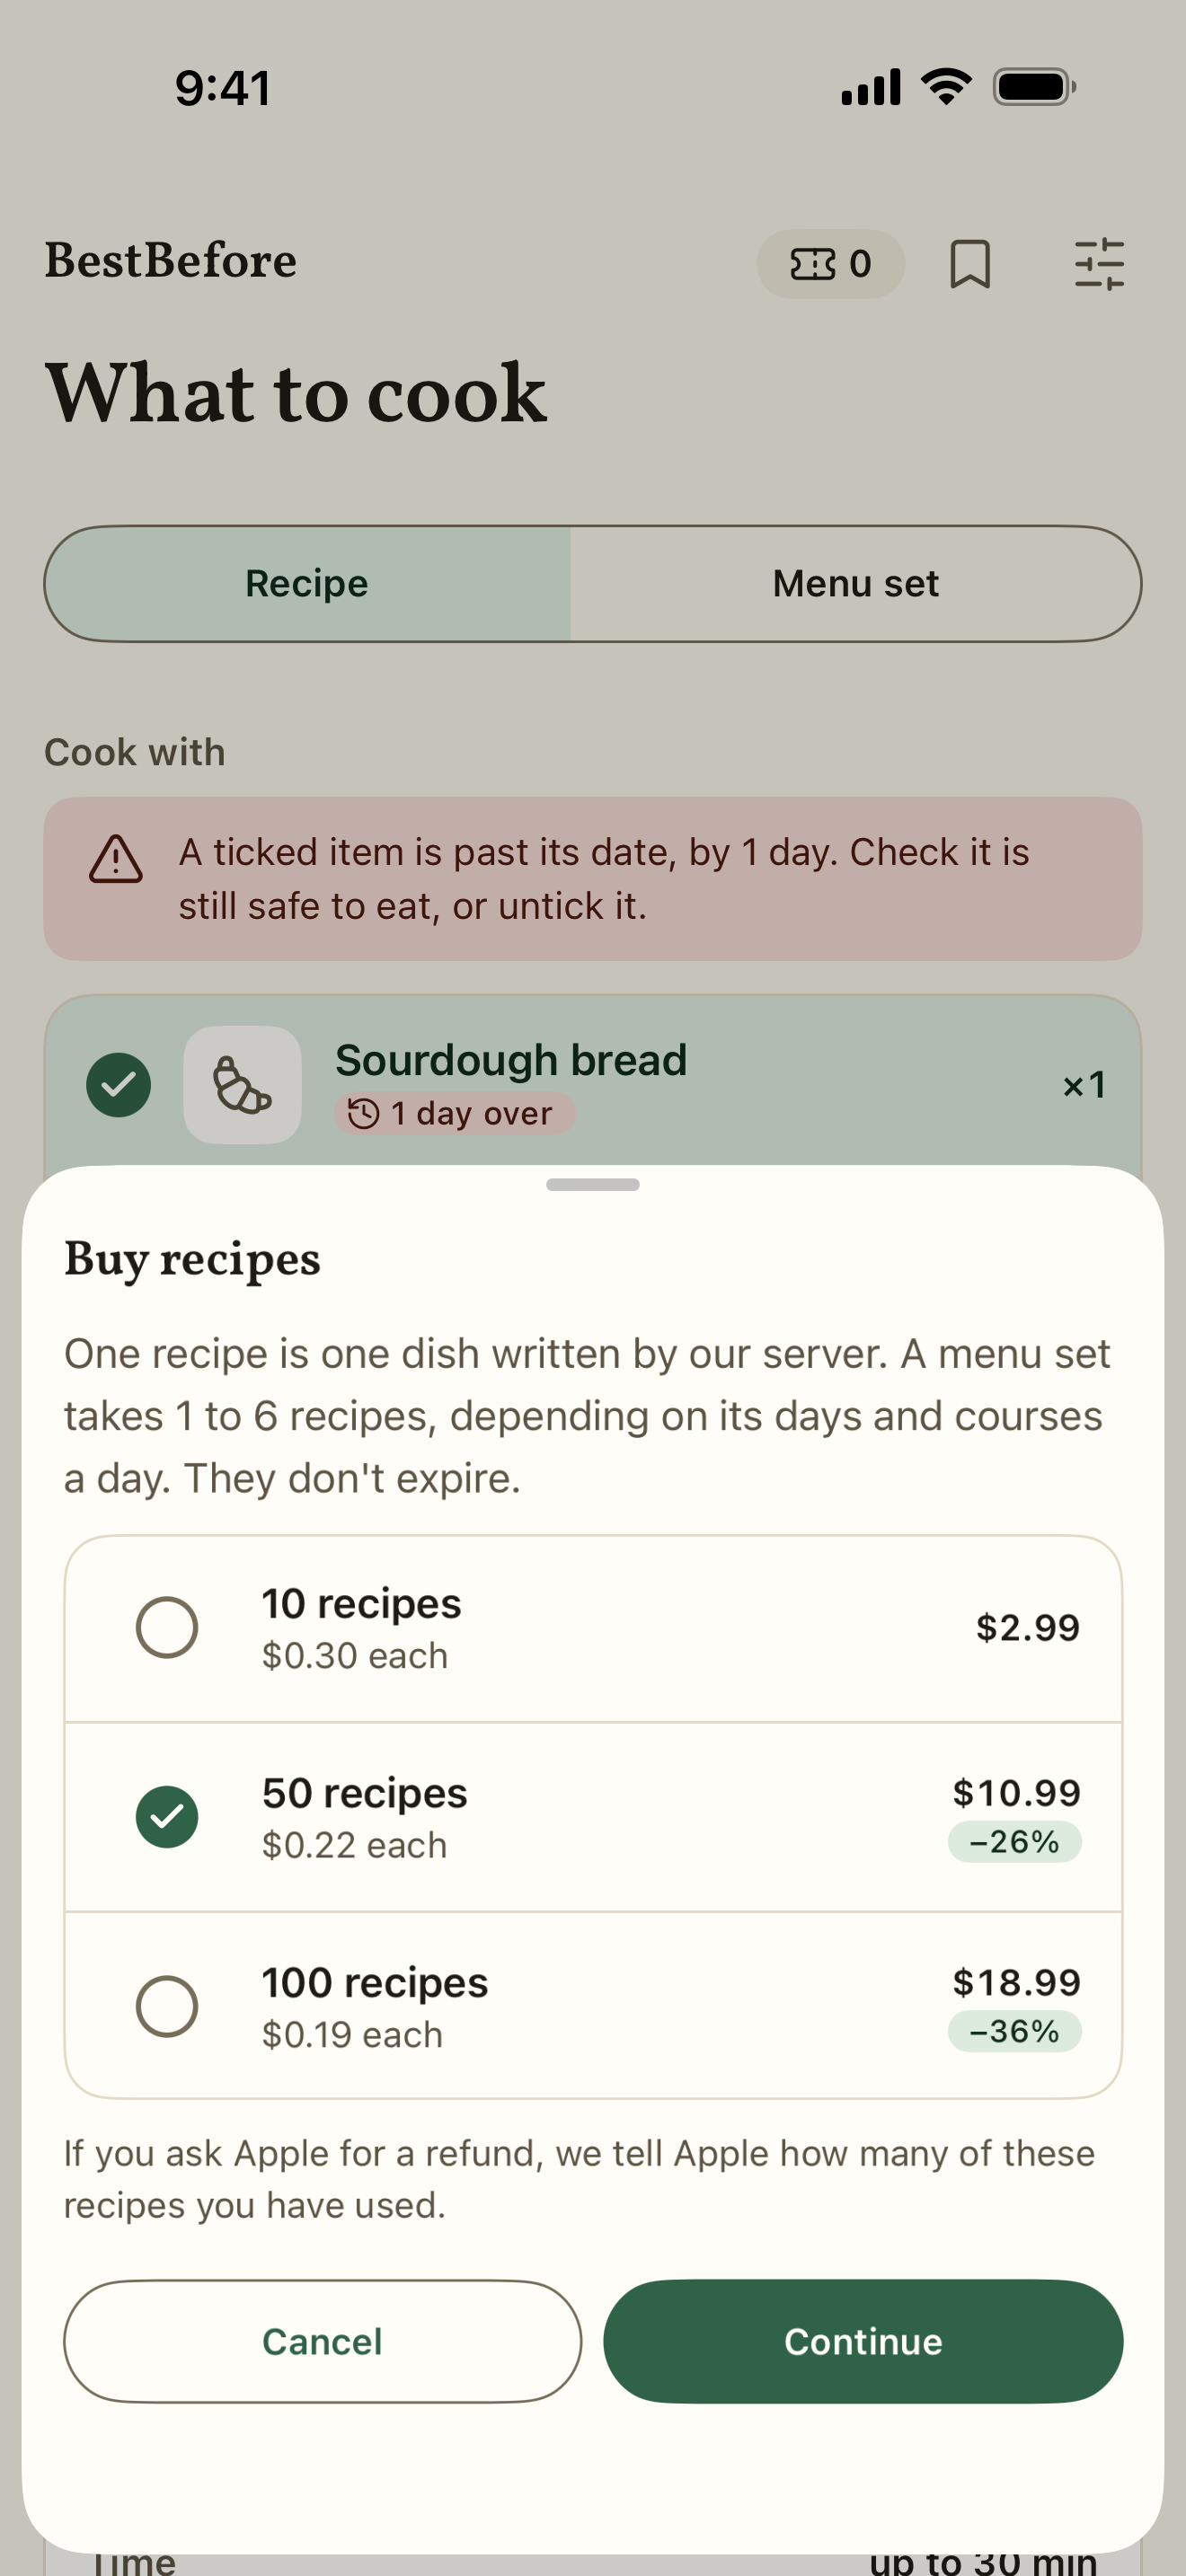 9:41
BestBefore
0
What to cook
Recipe
Menu set
Cook with
A ticked item is past its date, by 1 day. Check it is
still safe to eat, or untick it.
Sourdough bread
×1
1 day over
Buy recipes
One recipe is one dish written by our server. A menu set
takes 1 to 6 recipes, depending on its days and courses
a day. They don't expire.
10 recipes
$0.30 each
$2.99
50 recipes
$0.22 each
$10.99
−26%
100 recipes
$0.19 each
$18.99
−36%
If you ask Apple for a refund, we tell Apple how many of these
recipes you have used.
Cancel
Continue
Time
up to 30 min